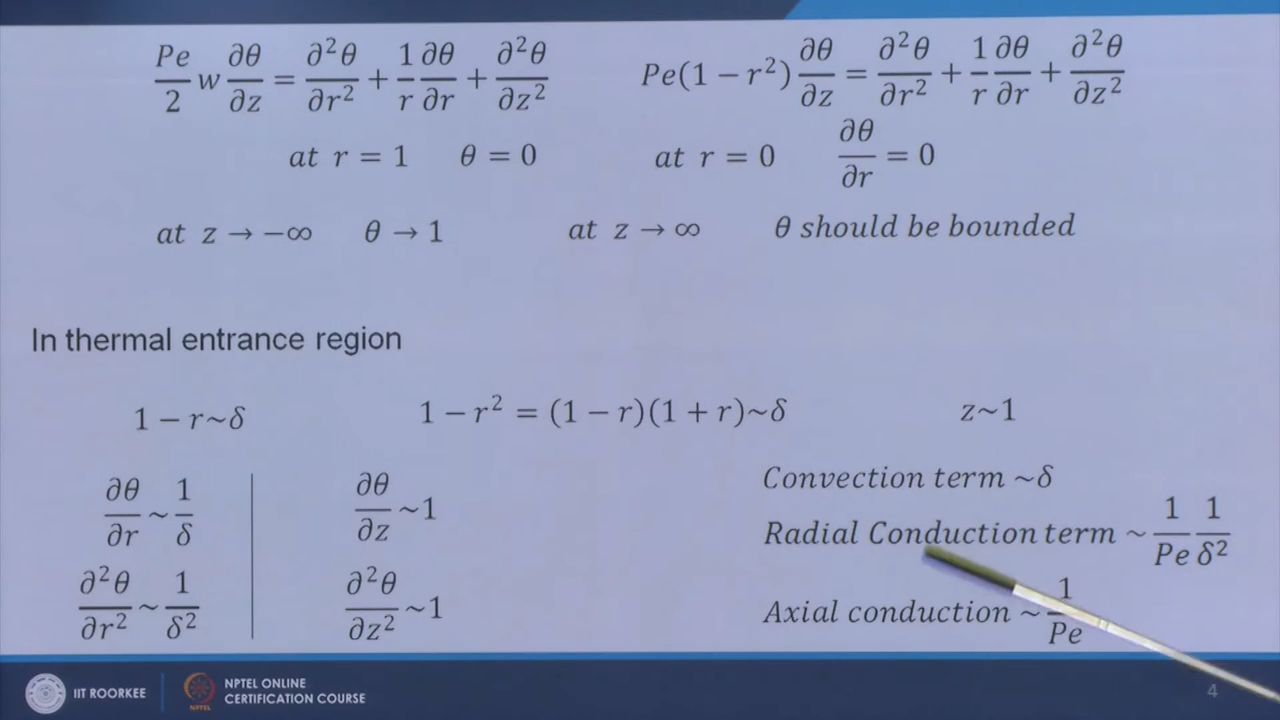 Pe/2 w ∂θ/∂z = ∂²θ/∂r² + 1/r ∂θ/∂r + ∂²θ/∂z² Pe(1 − r²) ∂θ/∂z = ∂²θ/∂r² + 1/r ∂θ/∂r + ∂²θ/∂z²
at r = 1 θ = 0 at r = 0 ∂θ/∂r = 0
at z → −∞ θ → 1 at z → ∞ θ should be bounded
In thermal entrance region
1 − r~δ 1 − r² = (1 − r)(1 + r)~δ z~1
∂θ/∂r ~ 1/δ ∂θ/∂z ~1 Convection term ~δ
Radial Conduction term ~ 1/Pe 1/δ²
∂²θ/∂r² ~ 1/δ² ∂²θ/∂z² ~1 Axial conduction ~ 1/Pe
IIT ROORKEE
NPTEL ONLINE
CERTIFICATION COURSE
NPTEL
4